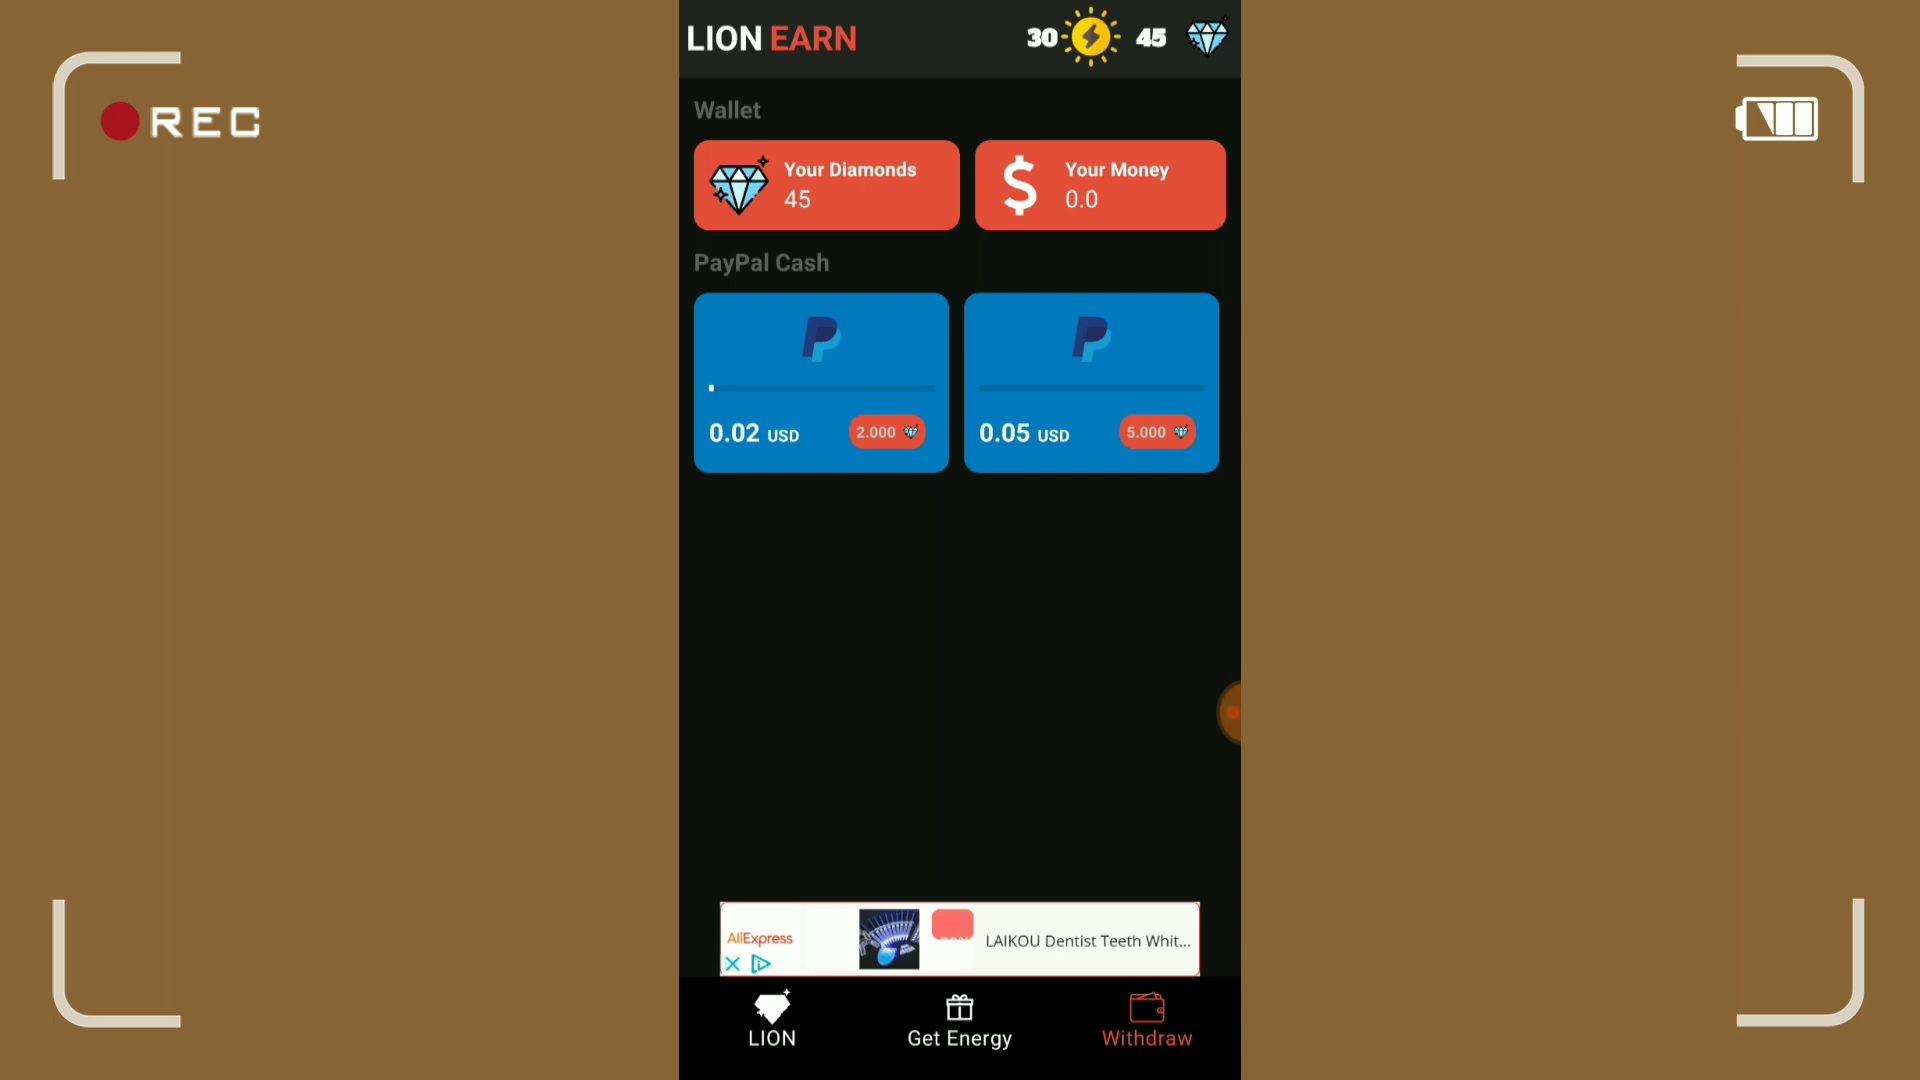 LION EARN
30
45
REC
Wallet
Your Diamonds
45
Your Money
0.0
PayPal Cash
0.02 USD
2.000
0.05 USD
5.000
AliExpress
LAIKOU Dentist Teeth Whit...
LION
Get Energy
Withdraw